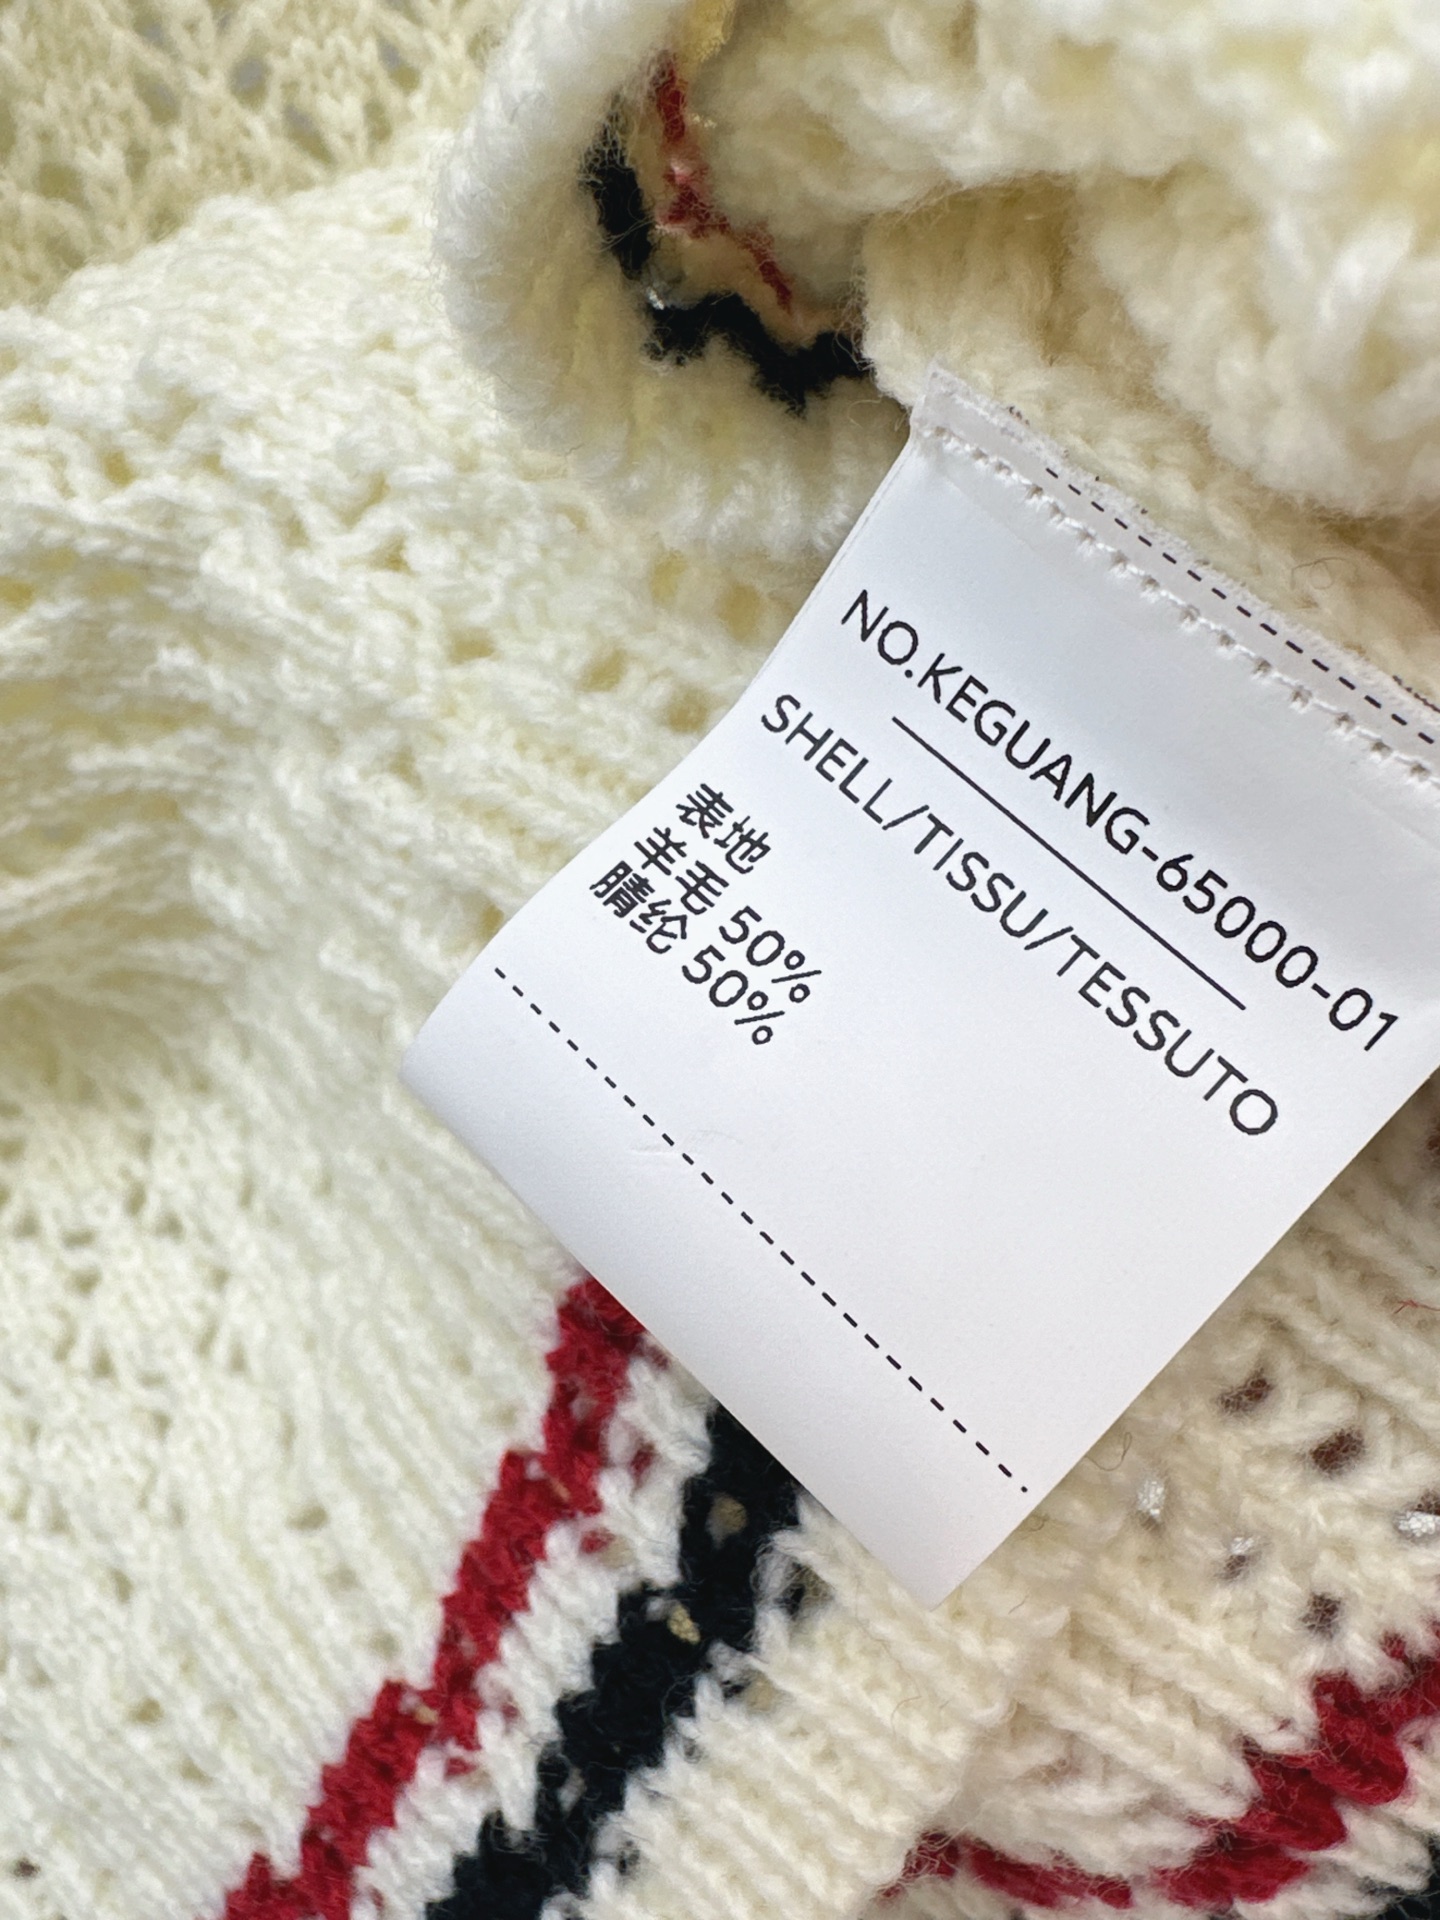 NO.KEGUANG-65000-01
SHELL/TISSU/TESSUTO
表地
羊毛 50%
腈纶 50%